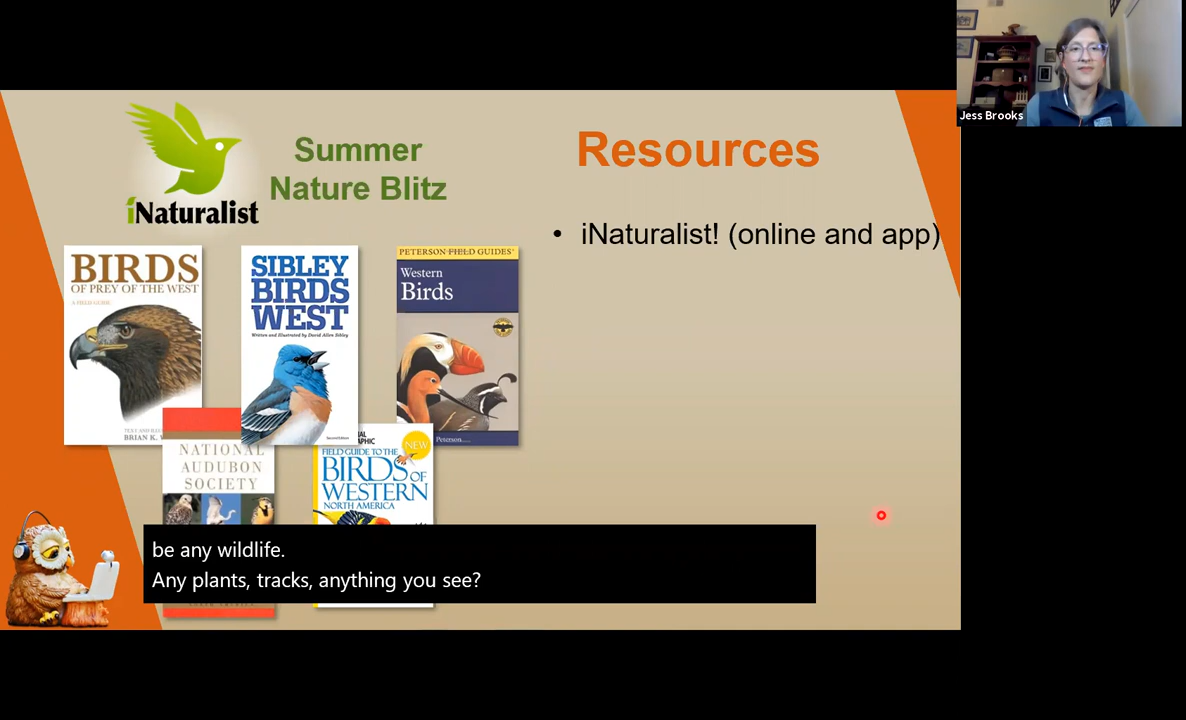 Jess Brooks
iNaturalist
Summer
Nature Blitz
Resources
• iNaturalist! (online and app)
BIRDS
OF PREY OF THE WEST
A FIELD GUIDE
BRIAN K.
SIBLEY
BIRDS
WEST
Written and Illustrated by David Allen Sibley
Second Edition
PETERSON FIELD GUIDES
Western
Birds
Peterson
NATIONAL
AUDUBON
SOCIETY
NEW
FIELD GUIDE TO THE
BIRDS OF
WESTERN
NORTH AMERICA
be any wildlife.
Any plants, tracks, anything you see?